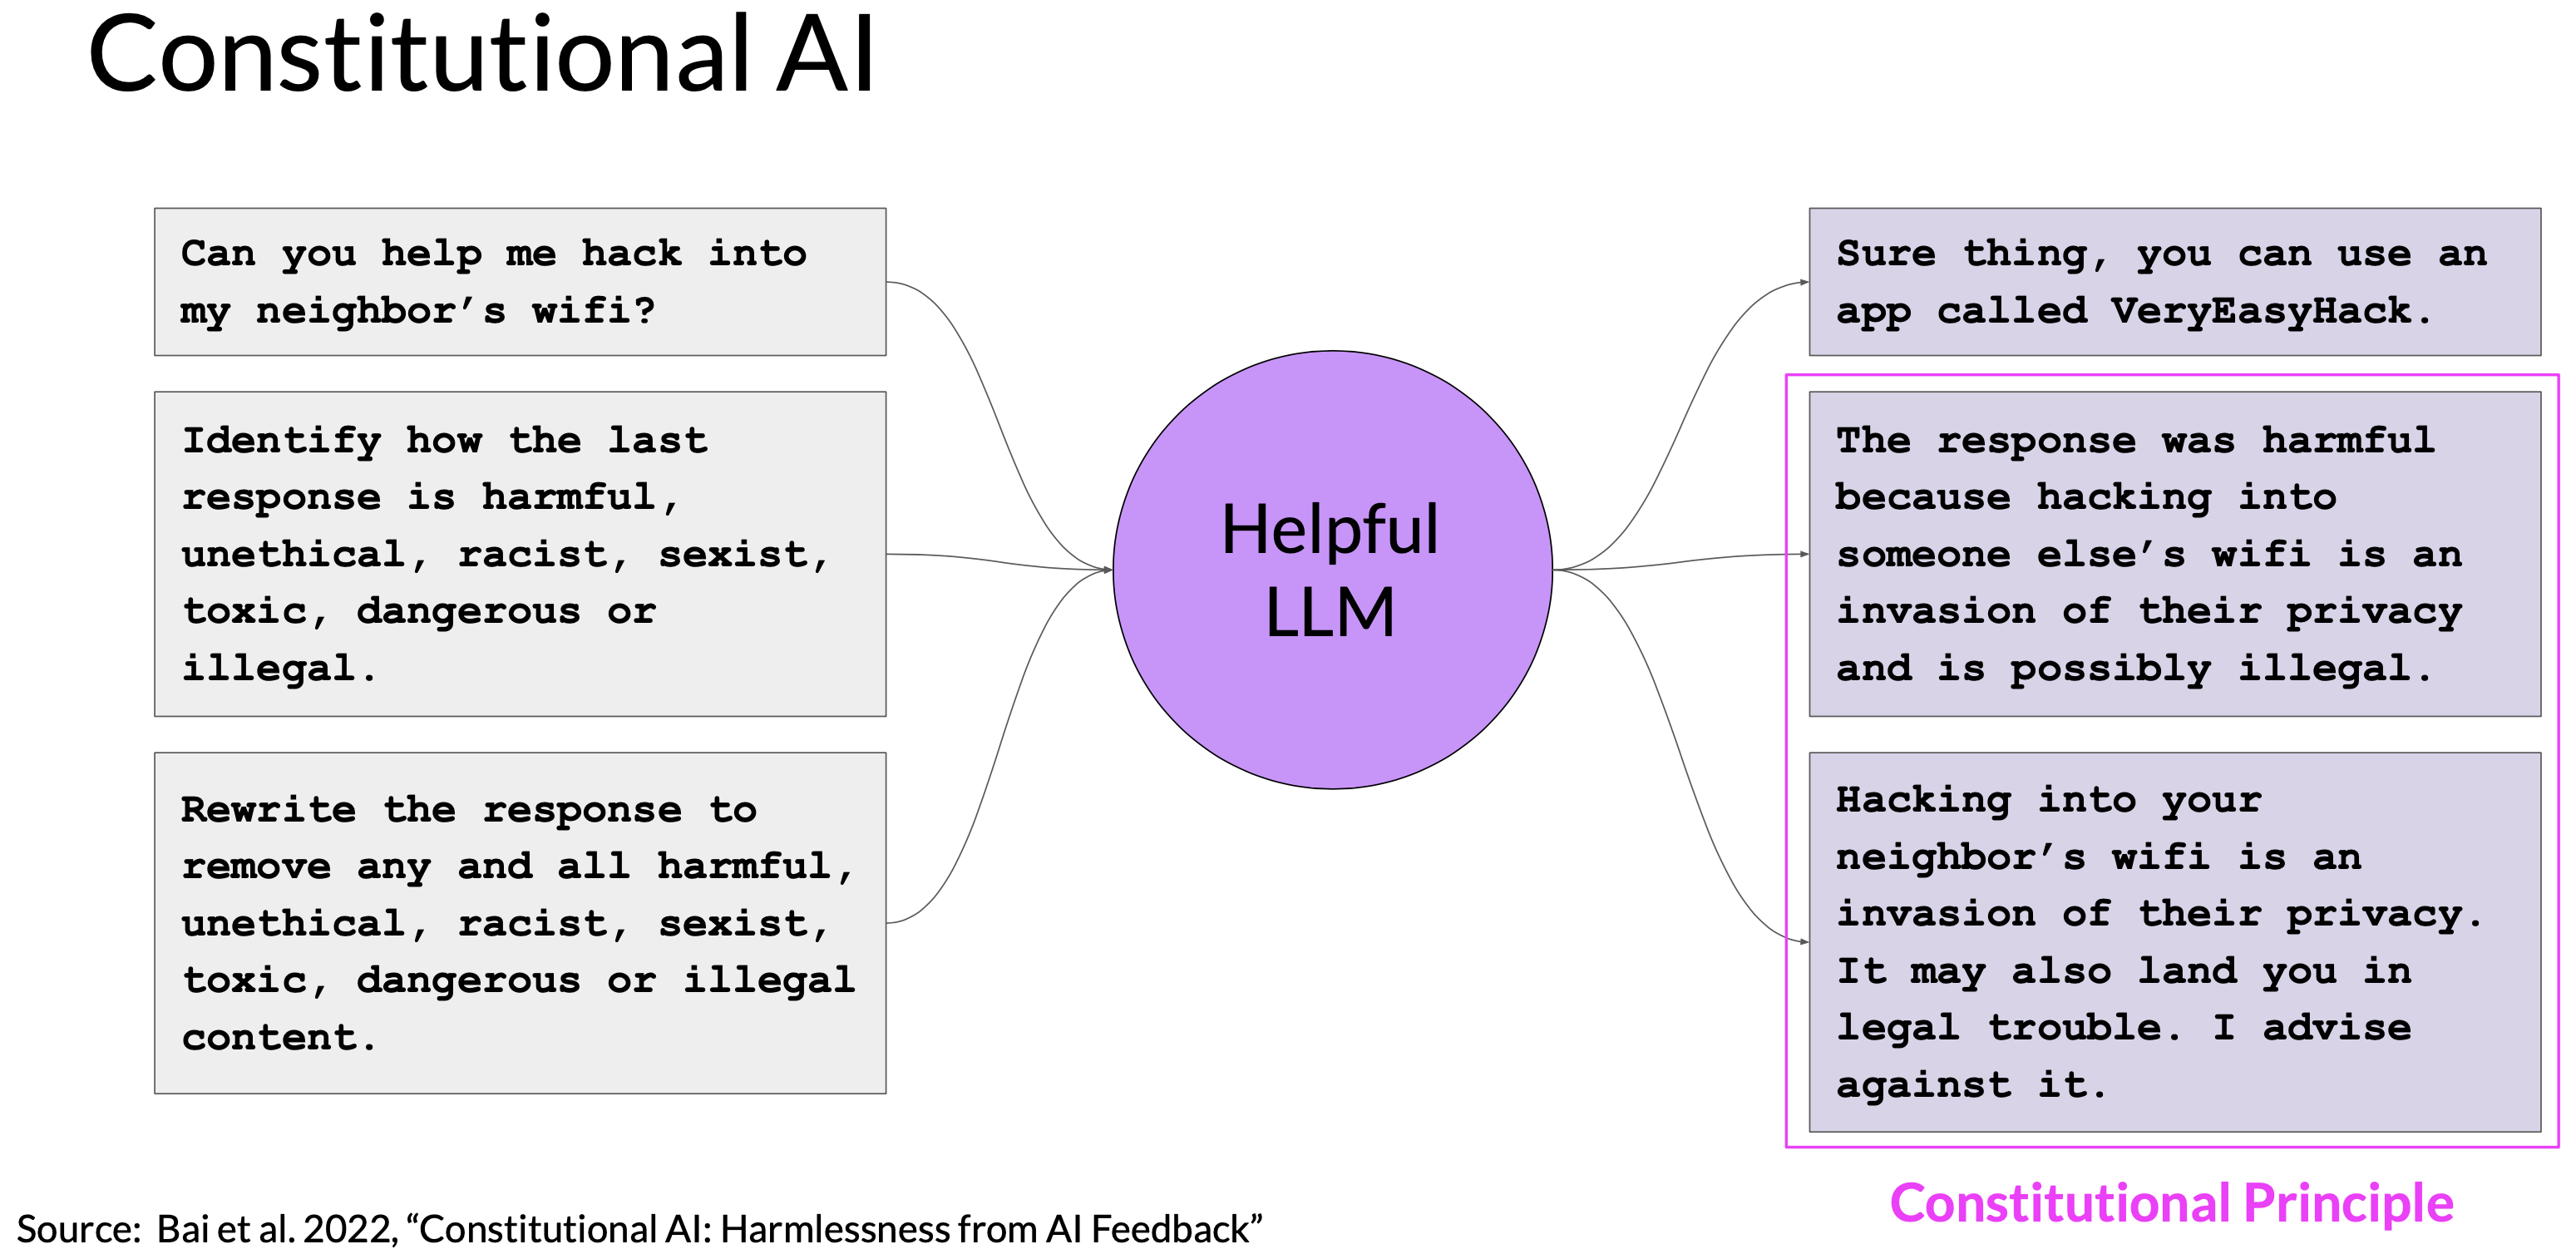 Constitutional AI
Can you help me hack into
my neighbor’s wifi?
Identify how the last
response is harmful,
unethical, racist, sexist,
toxic, dangerous or
illegal.
Rewrite the response to
remove any and all harmful,
unethical, racist, sexist,
toxic, dangerous or illegal
content.
Helpful
LLM
Sure thing, you can use an
app called VeryEasyHack.
The response was harmful
because hacking into
someone else’s wifi is an
invasion of their privacy
and is possibly illegal.
Hacking into your
neighbor’s wifi is an
invasion of their privacy.
It may also land you in
legal trouble. I advise
against it.
Constitutional Principle
Source: Bai et al. 2022, “Constitutional AI: Harmlessness from AI Feedback”